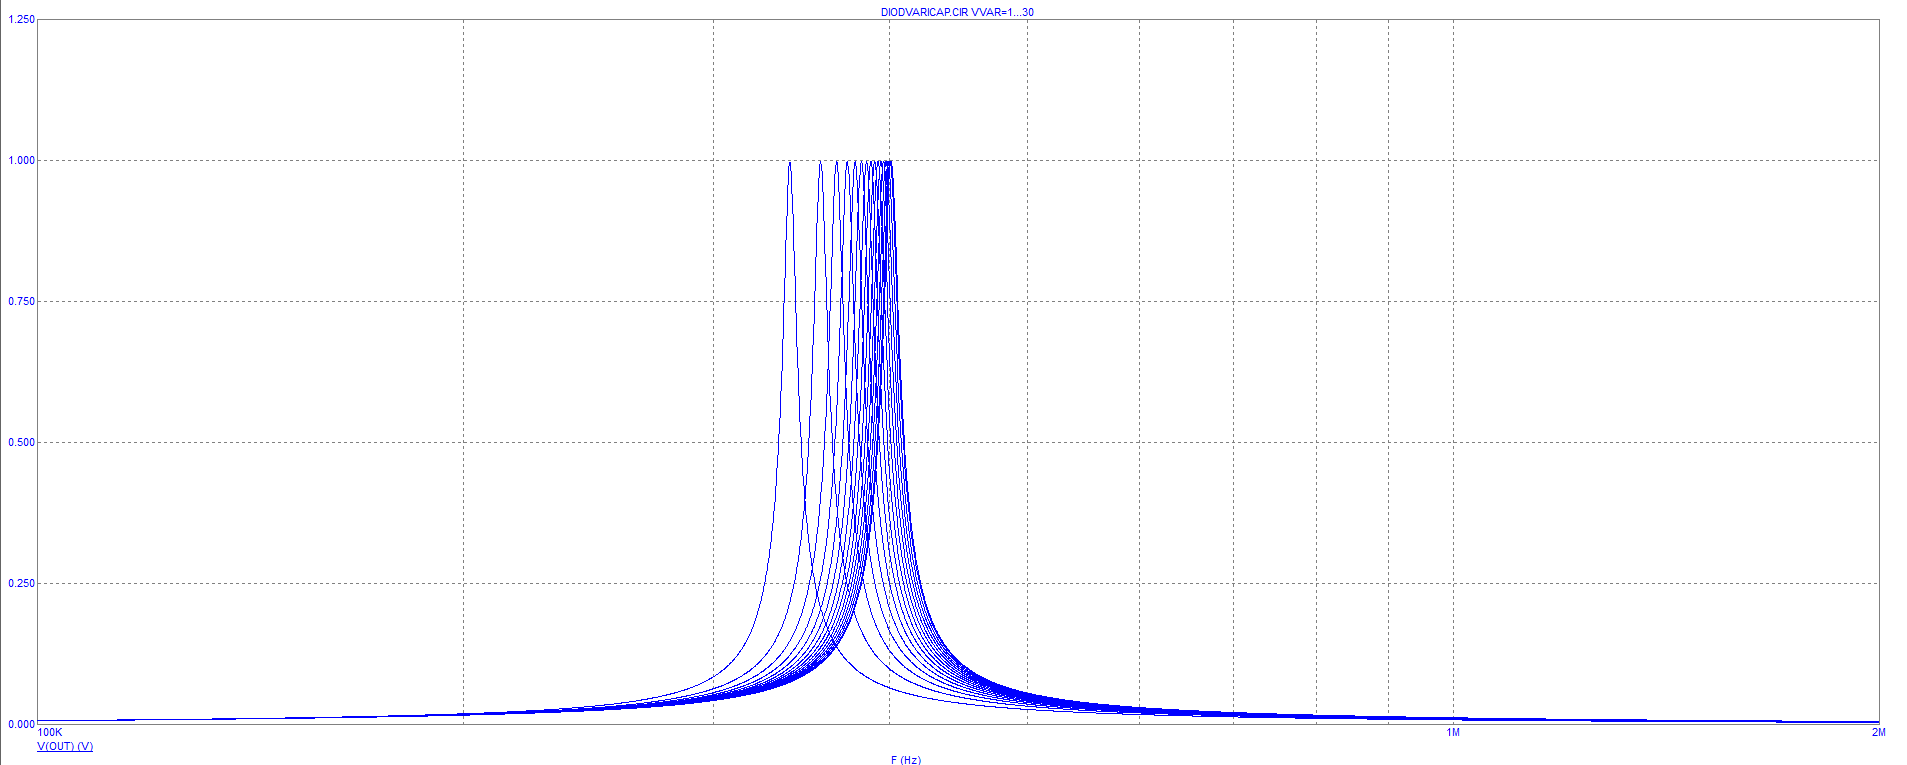 DIODVARICAP.CIR VVAR=1...30
1.250
1.000
0.750
0.500
0.250
0.000
100K 1M 2M
V(OUT) (V)
F (Hz)